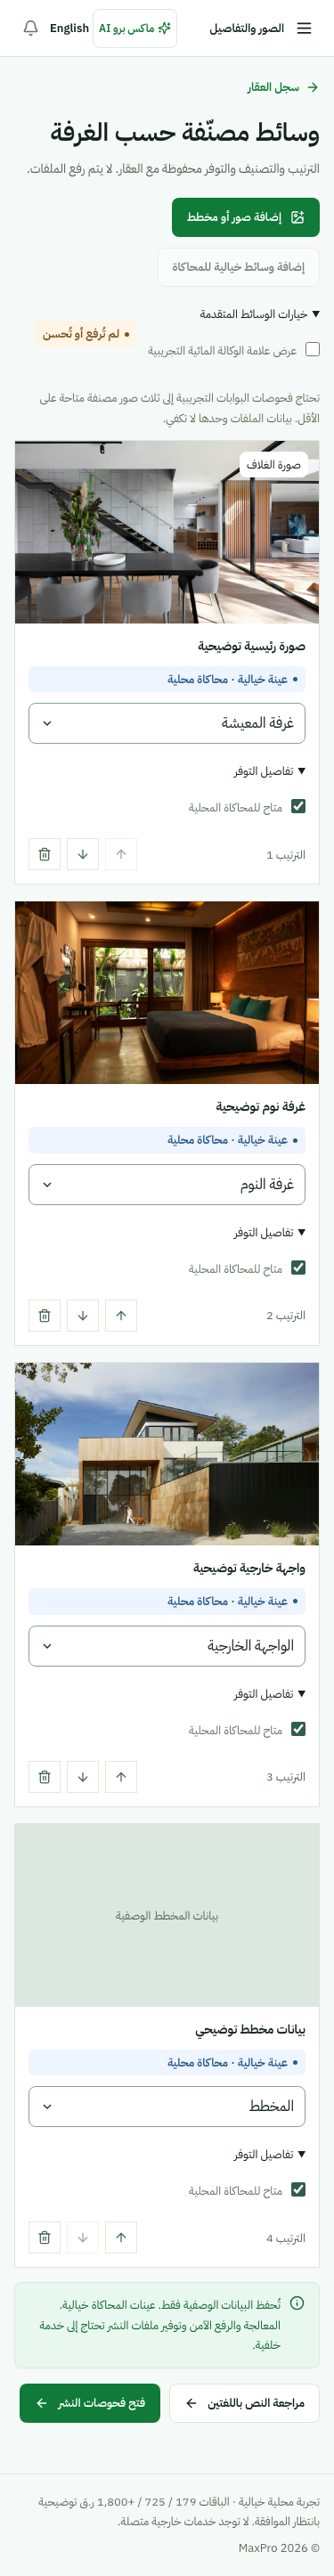 الصور والتفاصيل
ماكس برو AI
English
سجل العقار
وسائط مصنّفة حسب الغرفة
الترتيب والتصنيف والتوفر محفوظة مع العقار. لا يتم رفع الملفات.
إضافة صور أو مخطط
إضافة وسائط خيالية للمحاكاة
خيارات الوسائط المتقدمة
عرض علامة الوكالة المائية التجريبية
لم تُرفع أو تُحسن
تحتاج فحوصات البوابات التجريبية إلى ثلاث صور مصنفة متاحة على
الأقل. بيانات الملفات وحدها لا تكفي.
صورة الغلاف
صورة رئيسية توضيحية
عينة خيالية · محاكاة محلية
غرفة المعيشة
تفاصيل التوفر
متاح للمحاكاة المحلية
الترتيب 1
غرفة نوم توضيحية
عينة خيالية · محاكاة محلية
غرفة النوم
تفاصيل التوفر
متاح للمحاكاة المحلية
الترتيب 2
واجهة خارجية توضيحية
عينة خيالية · محاكاة محلية
الواجهة الخارجية
تفاصيل التوفر
متاح للمحاكاة المحلية
الترتيب 3
بيانات المخطط الوصفية
بيانات مخطط توضيحي
عينة خيالية · محاكاة محلية
المخطط
تفاصيل التوفر
متاح للمحاكاة المحلية
الترتيب 4
تُحفظ البيانات الوصفية فقط. عينات المحاكاة خيالية.
المعالجة والرفع الآمن وتوفير ملفات النشر تحتاج إلى خدمة
خلفية.
مراجعة النص باللغتين
فتح فحوصات النشر
تجربة محلية خيالية · الباقات 179 / 725 / +1,800 ر.ق توضيحية
بانتظار الموافقة. لا توجد خدمات خارجية متصلة.
© 2026 MaxPro